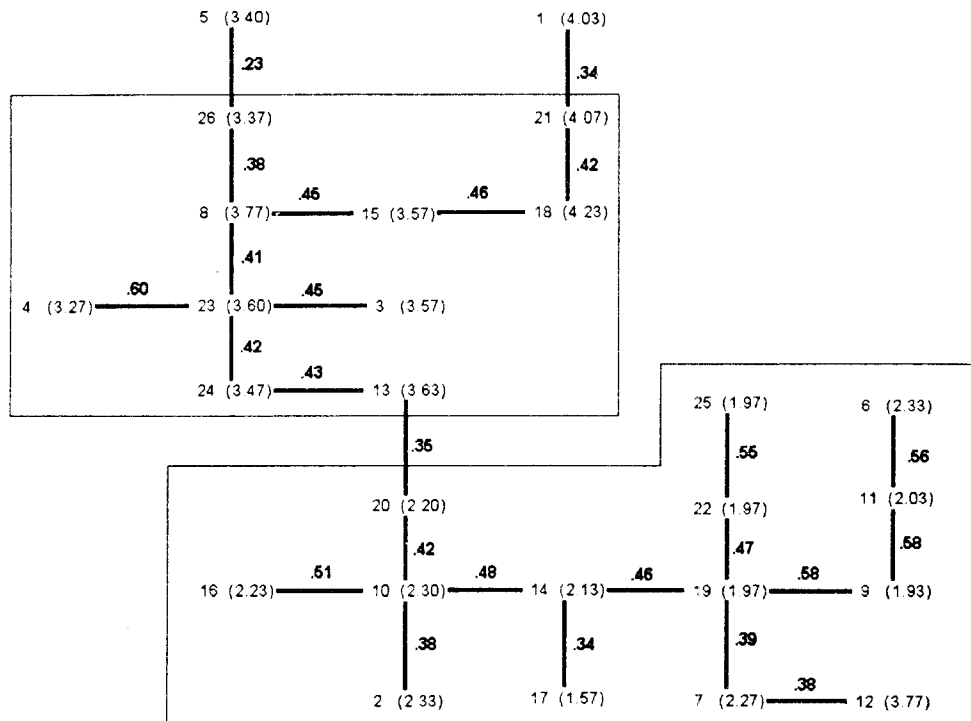 5 (3.40) 1 (4.03)
.23 .34
26 (3.37) 21 (4.07)
.38 .42
.45 .46
8 (3.77) 15 (3.57) 18 (4.23)
.41
.60 .45
4 (3.27) 23 (3.60) 3 (3.57)
.42
.43
24 (3.47) 13 (3.63)
25 (1.97) 6 (2.33)
.35 .55 .56
20 (2.20) 22 (1.97) 11 (2.03)
.42 .47 .58
.51 .48 .46 .58
16 (2.23) 10 (2.30) 14 (2.13) 19 (1.97) 9 (1.93)
.38 .34 .39
.38
2 (2.33) 17 (1.57) 7 (2.27) 12 (3.77)